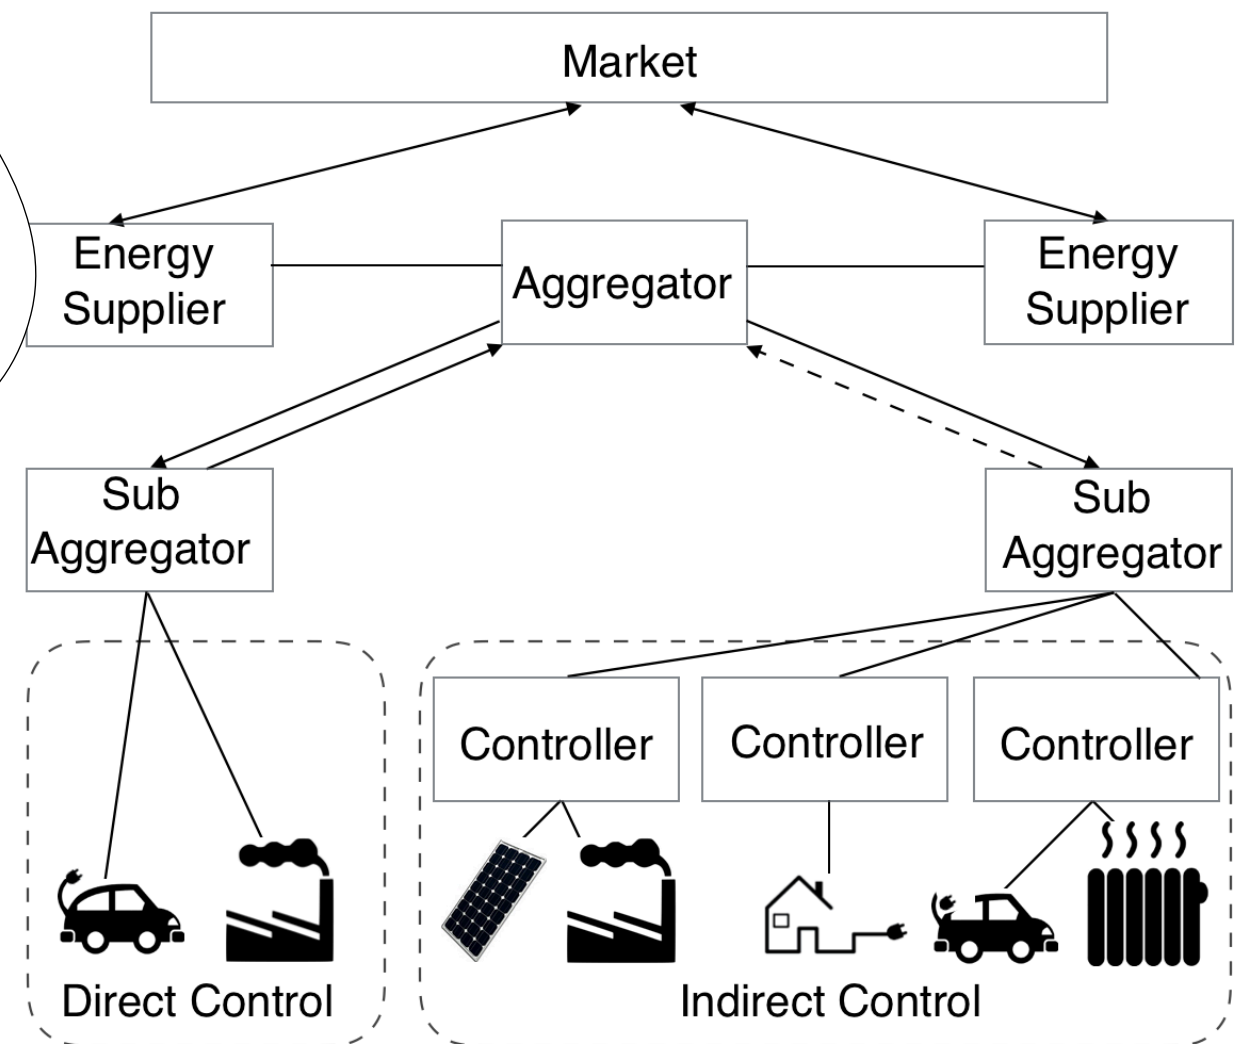 Market
Energy
Supplier
Aggregator
Energy
Supplier
Sub
Aggregator
Sub
Aggregator
Controller
Controller
Controller
Direct Control
Indirect Control